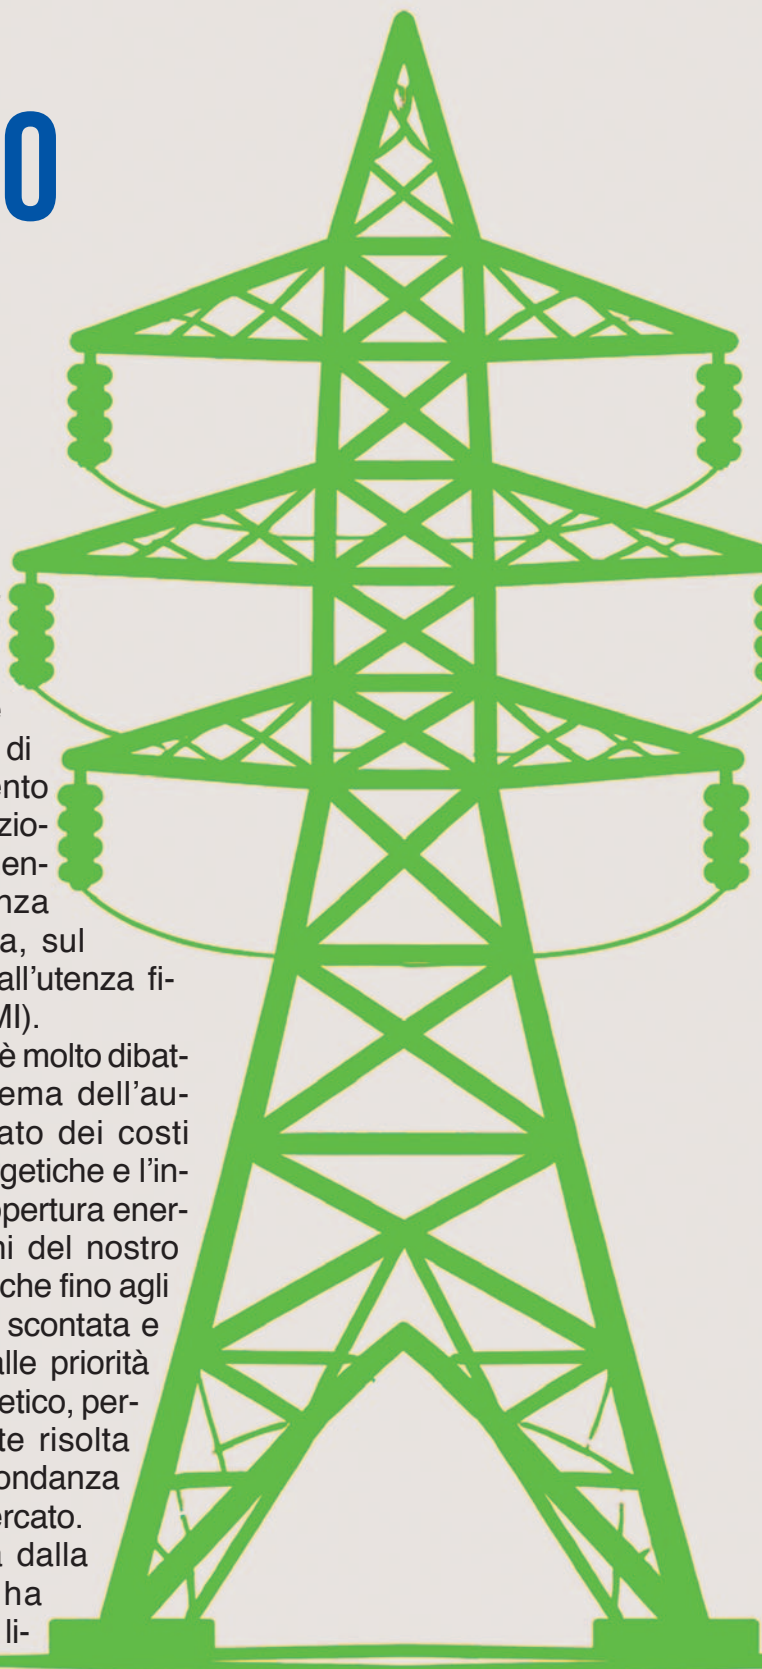 O
di
ento
zio-
en-
nza
a, sul
all'utenza fi-
MI).
è molto dibat-
ema dell'au-
ato dei costi
getiche e l'in-
opertura ener-
ni del nostro
che fino agli
scontata e
alle priorità
etico, per-
te risolta
ondanza
ercato.
a dalla
ha
li-